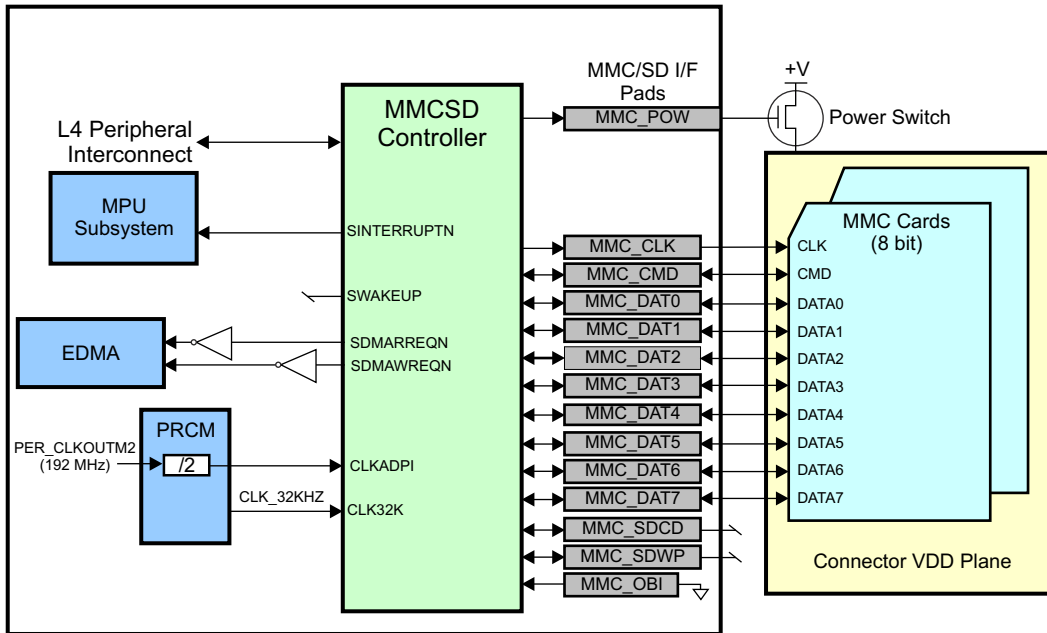 MMC/SD I/F
Pads
+V
MMCSD
Controller
MMC_POW
Power Switch
L4 Peripheral
Interconnect
MPU
Subsystem
SINTERRUPTN
SWAKEUP
EDMA
SDMARREQN
SDMAWREQN
PRCM
PER_CLKOUTM2
(192 MHz)
/2
CLKADPI
CLK_32KHZ
CLK32K
MMC_CLK
MMC_CMD
MMC_DAT0
MMC_DAT1
MMC_DAT2
MMC_DAT3
MMC_DAT4
MMC_DAT5
MMC_DAT6
MMC_DAT7
MMC_SDCD
MMC_SDWP
MMC_OBI
MMC Cards
(8 bit)
CLK
CMD
DATA0
DATA1
DATA2
DATA3
DATA4
DATA5
DATA6
DATA7
Connector VDD Plane